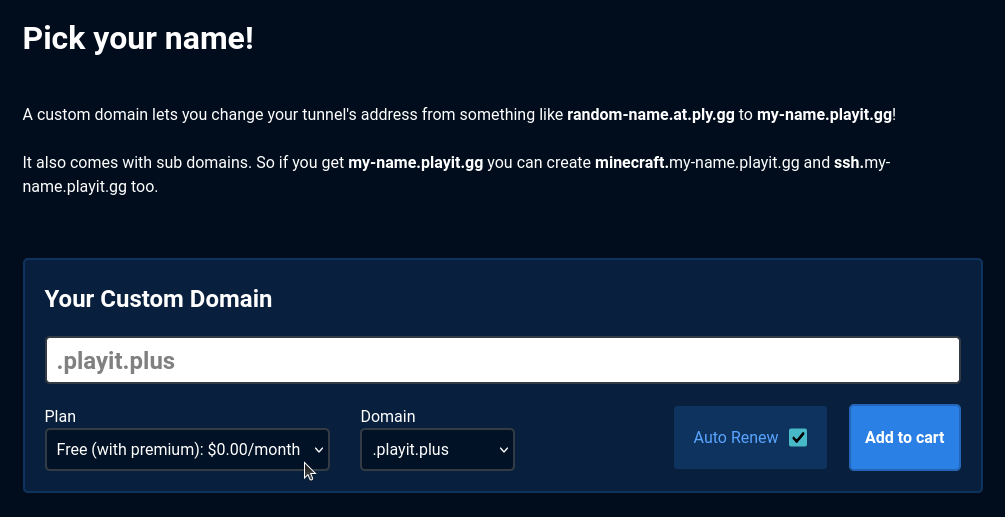 Pick your name!
A custom domain lets you change your tunnel's address from something like random-name.at.ply.gg to my-name.playit.gg!
It also comes with sub domains. So if you get my-name.playit.gg you can create minecraft.my-name.playit.gg and ssh.my-
name.playit.gg too.
Your Custom Domain
.playit.plus
Plan
Domain
Free (with premium): $0.00/month
.playit.plus
Auto Renew
Add to cart